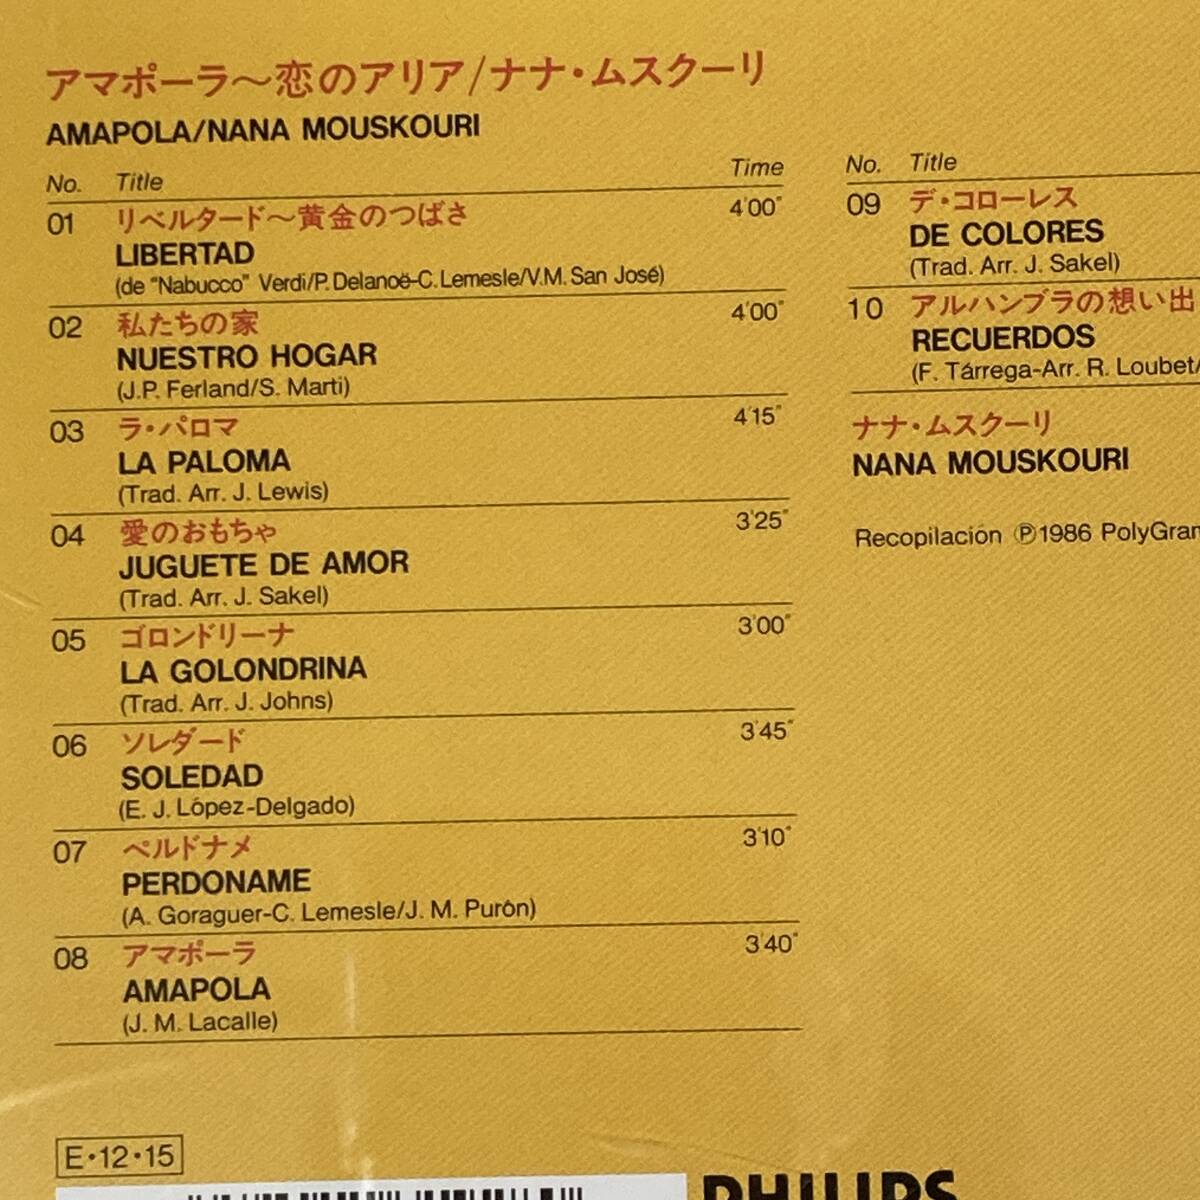 アマポーラ～恋のアリア/ナナ・ムスクーリ
AMAPOLA/NANA MOUSKOURI
No. Title Time
01 リベルタード～黄金のつばさ 4'00"
LIBERTAD
(de "Nabucco" Verdi/P. Delanoë-C. Lemesle/V.M. San José)
02 私たちの家 4'00"
NUESTRO HOGAR
(J.P. Ferland/S. Marti)
03 ラ・パロマ 4'15"
LA PALOMA
(Trad. Arr. J. Lewis)
04 愛のおもちゃ 3'25"
JUGUETE DE AMOR
(Trad. Arr. J. Sakel)
05 ゴロンドリーナ 3'00"
LA GOLONDRINA
(Trad. Arr. J. Johns)
06 ソレダード 3'45"
SOLEDAD
(E. J. López-Delgado)
07 ペルドナメ 3'10"
PERDONAME
(A. Goraguer-C. Lemesle/J. M. Purón)
08 アマポーラ 3'40"
AMAPOLA
(J. M. Lacalle)
No. Title
09 デ・コローレス
DE COLORES
(Trad. Arr. J. Sakel)
10 アルハンブラの想い出
RECUERDOS
(F. Tárrega-Arr. R. Loubet/
ナナ・ムスクーリ
NANA MOUSKOURI
Recopilación ℗1986 PolyGram
E・12・15
PHILIPS